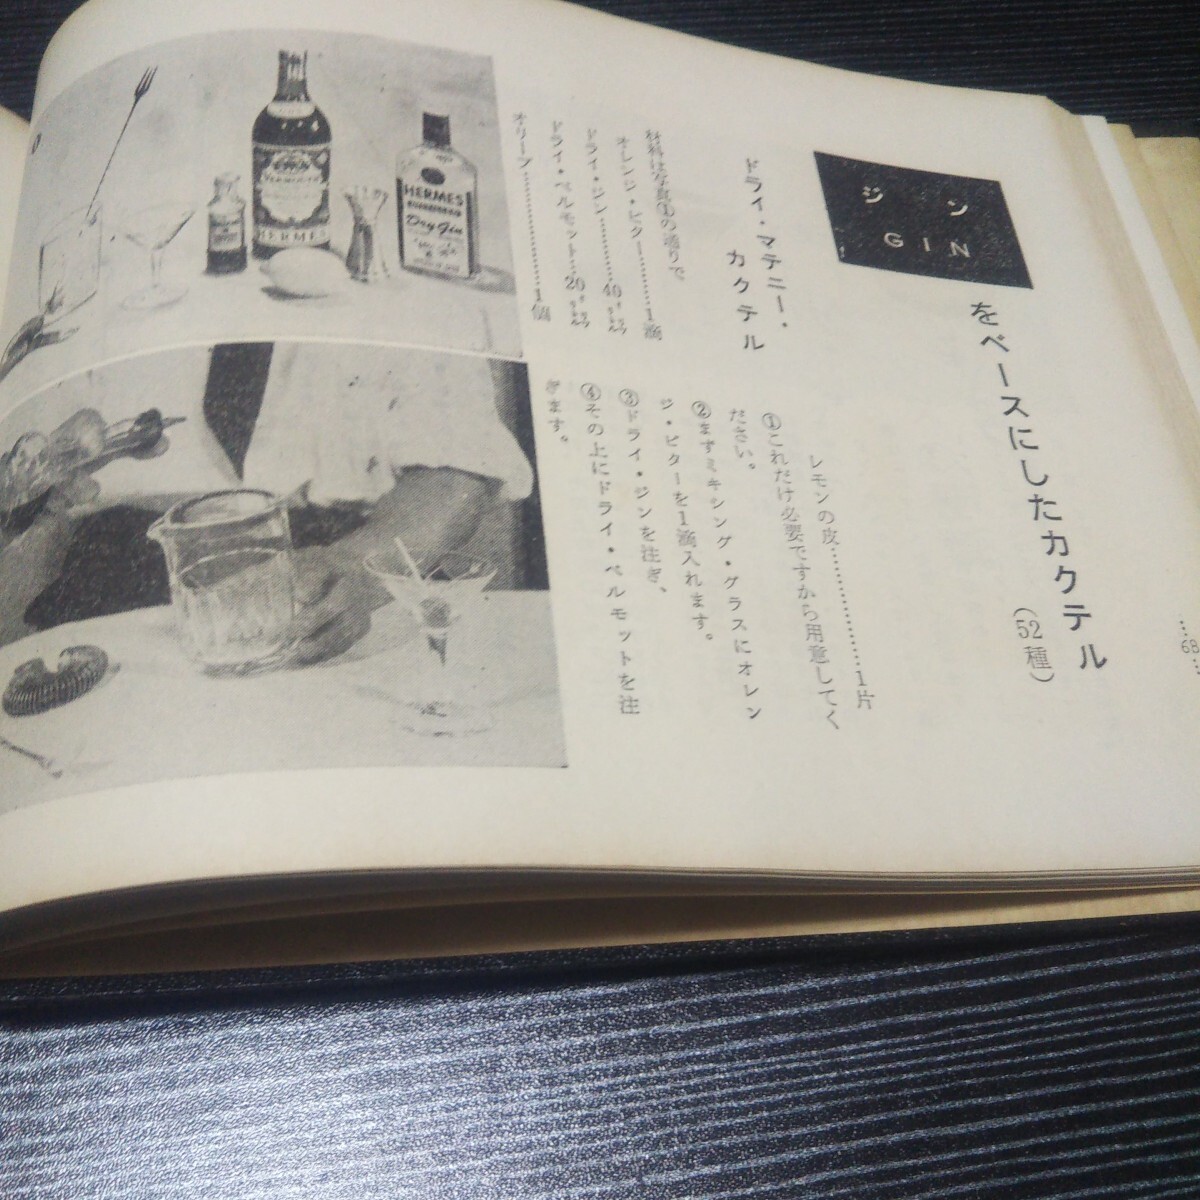 ジン
GIN
をベースにしたカクテル
(52種)
ドライ・マテニー・
カクテル
材料は写真①の通りで、
オレンジ・ビター…………1滴
ドライ・ジン…………40
ドライ・ベルモット…20
オリーブ…………………1個
レモンの皮…………………1片
①これだけ必要ですから用意してく
ださい。
②まずミキシング・グラスにオレン
ジ・ビターを1滴入れます。
③ドライ・ジンを注ぎ、
④その上にドライ・ベルモットを注
ぎます。
VERMOUTH
HERMES
HERMES
Dry Gin
…68